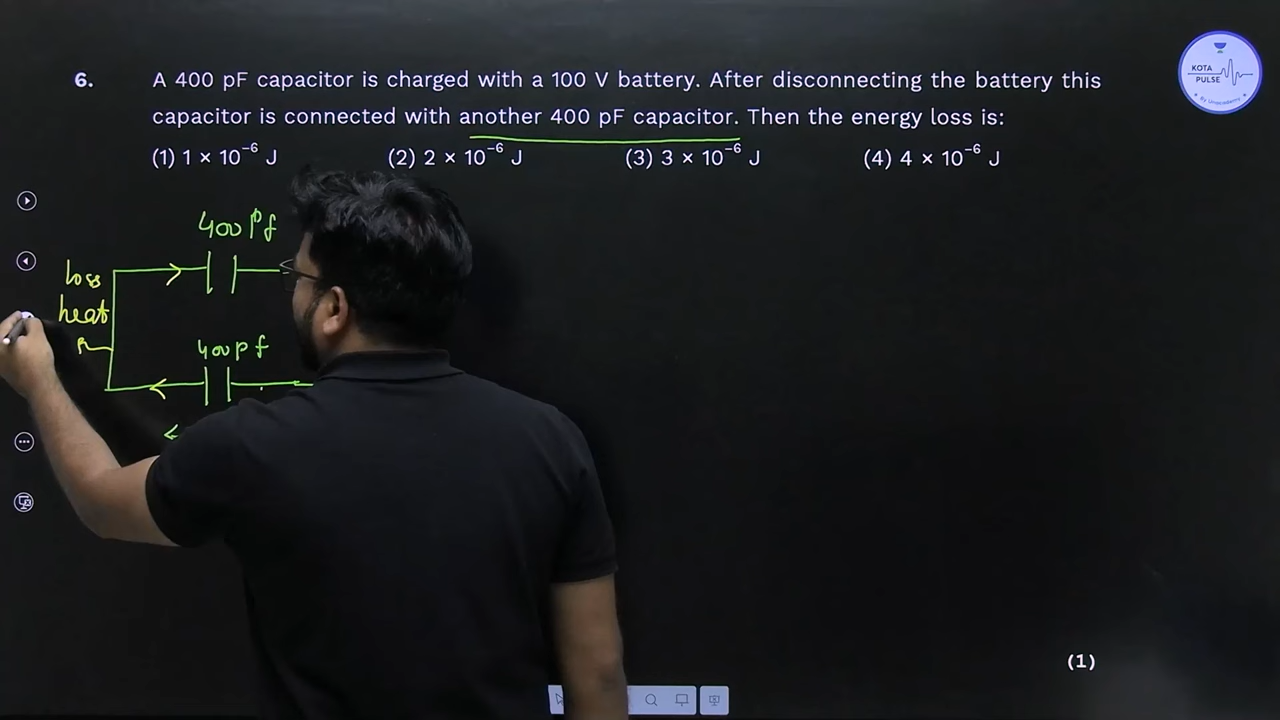 6. A 400 pF capacitor is charged with a 100 V battery. After disconnecting the battery this
capacitor is connected with another 400 pF capacitor. Then the energy loss is:
(1) 1 × 10⁻⁶ J (2) 2 × 10⁻⁶ J (3) 3 × 10⁻⁶ J (4) 4 × 10⁻⁶ J
KOTA
PULSE
By Unacademy
400 pf
loss
heat
400 pf
(1)